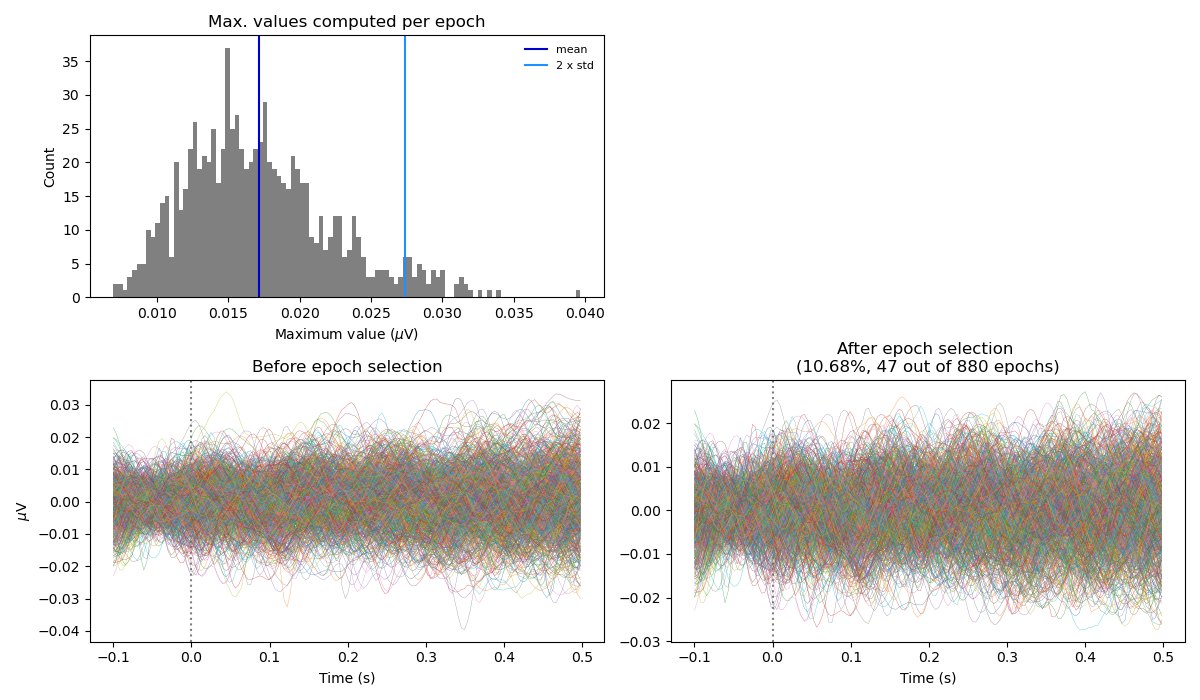 Max. values computed per epoch
mean
2 x std
35
30
25
20
15
10
5
0
Count
0.010 0.015 0.020 0.025 0.030 0.035 0.040
Maximum value (μV)
Before epoch selection
0.03
0.02
0.01
0.00
−0.01
−0.02
−0.03
−0.04
μV
−0.1 0.0 0.1 0.2 0.3 0.4 0.5
Time (s)
After epoch selection
(10.68%, 47 out of 880 epochs)
0.02
0.01
0.00
−0.01
−0.02
−0.03
−0.1 0.0 0.1 0.2 0.3 0.4 0.5
Time (s)